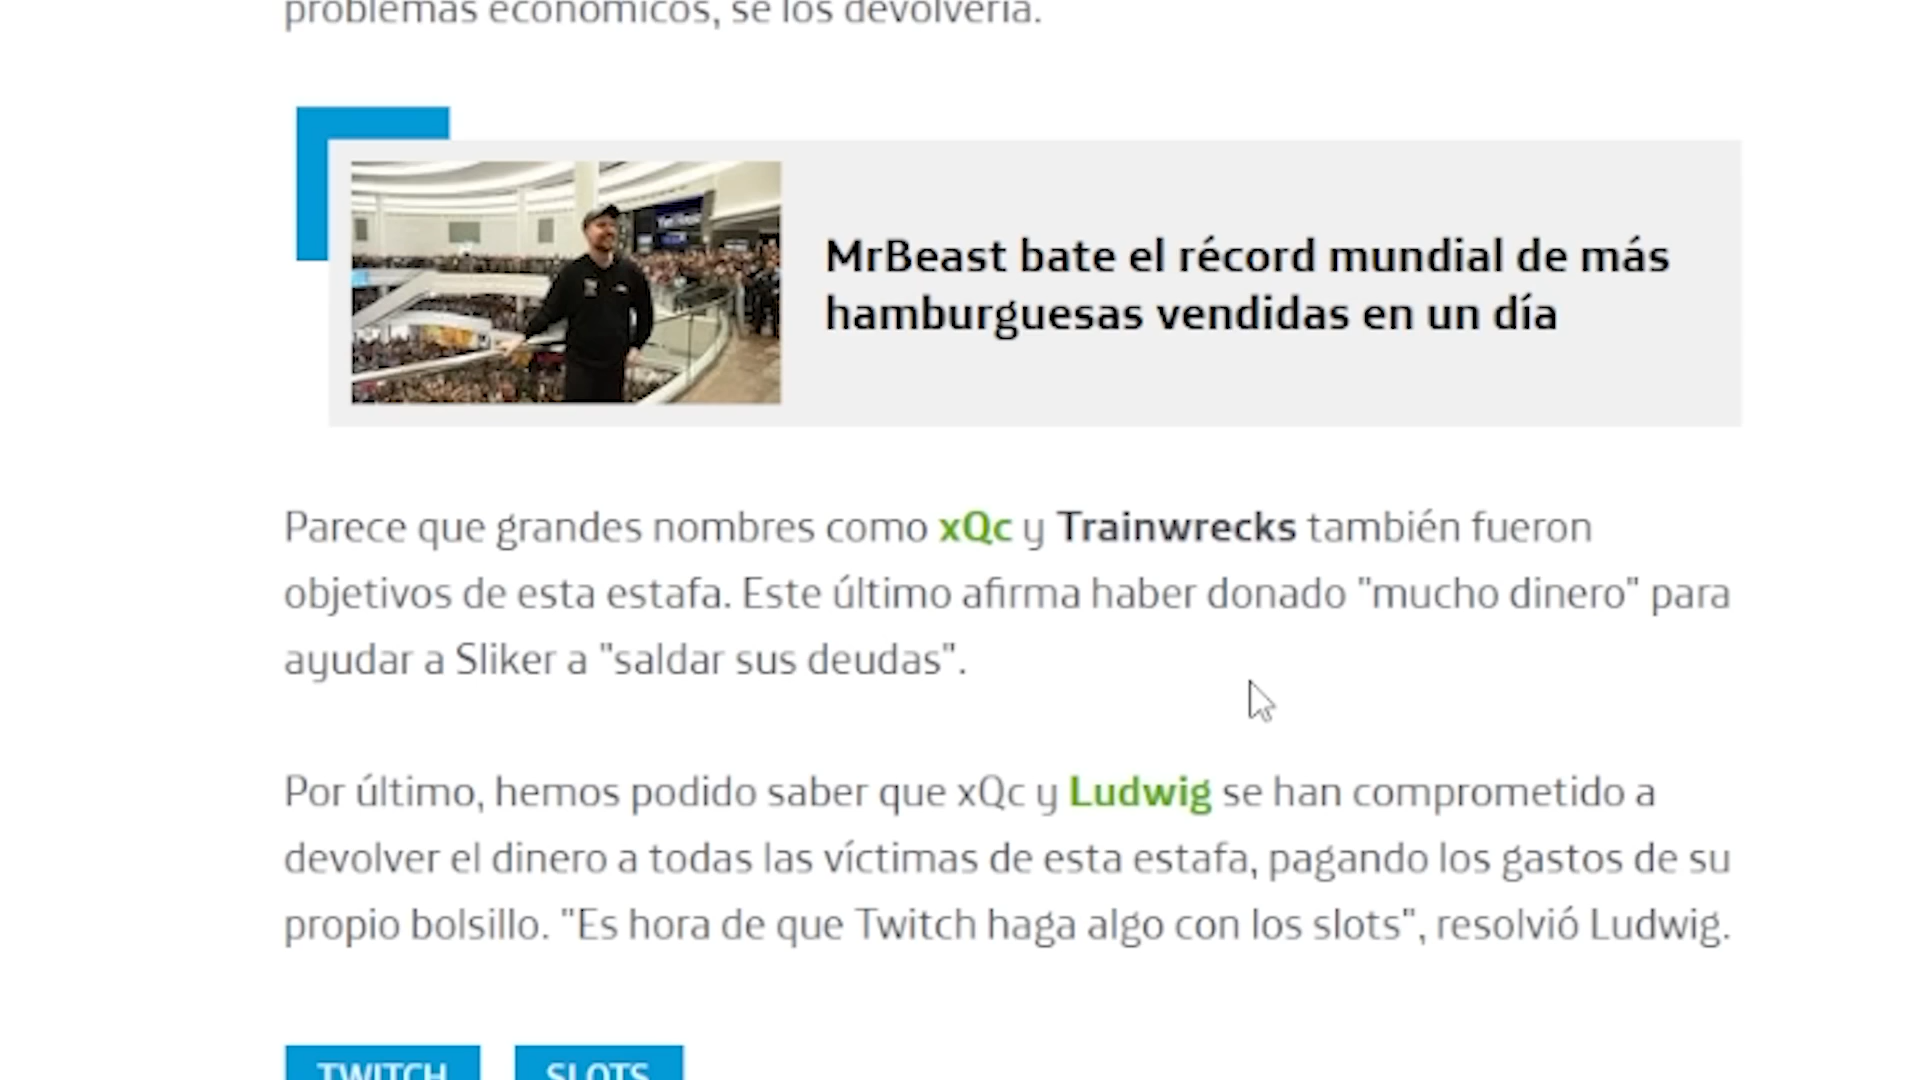 problemas económicos, se los devolvería.
MrBeast bate el récord mundial de más
hamburguesas vendidas en un día
Parece que grandes nombres como xQc y Trainwrecks también fueron
objetivos de esta estafa. Este último afirma haber donado "mucho dinero" para
ayudar a Sliker a "saldar sus deudas".
Por último, hemos podido saber que xQc y Ludwig se han comprometido a
devolver el dinero a todas las víctimas de esta estafa, pagando los gastos de su
propio bolsillo. "Es hora de que Twitch haga algo con los slots", resolvió Ludwig.
TWITCH SLOTS